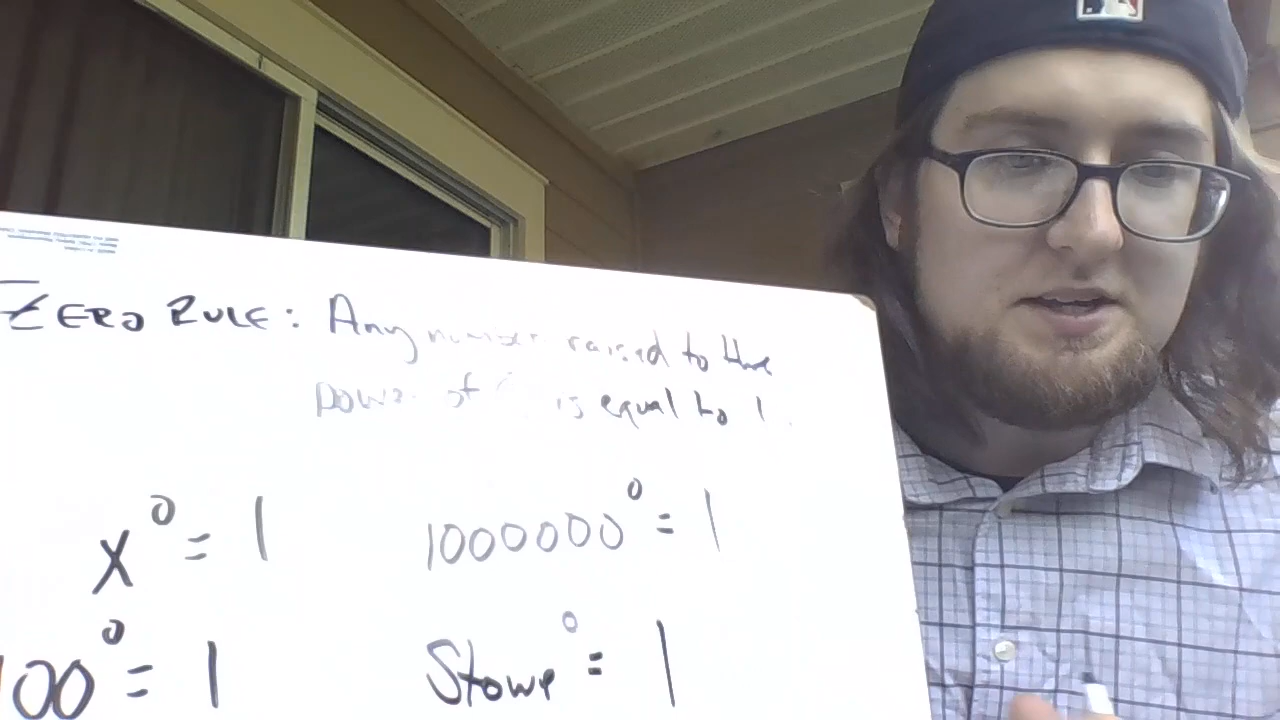 ZERO RULE: Any number raised to the
power of is equal to 1.
x⁰ = 1
1000000⁰ = 1
100⁰ = 1
Stowe⁰ = 1